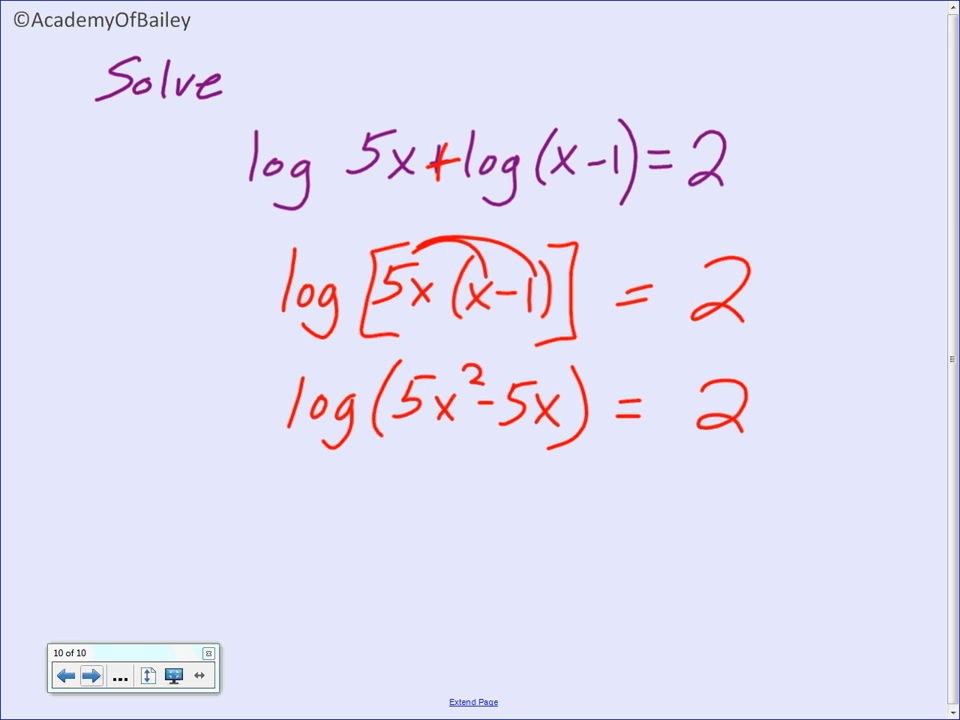 ©AcademyOfBailey
Solve
log 5x + log(x-1) = 2
log [5x(x-1)] = 2
log(5x²-5x) = 2
10 of 10
...
Extend Page